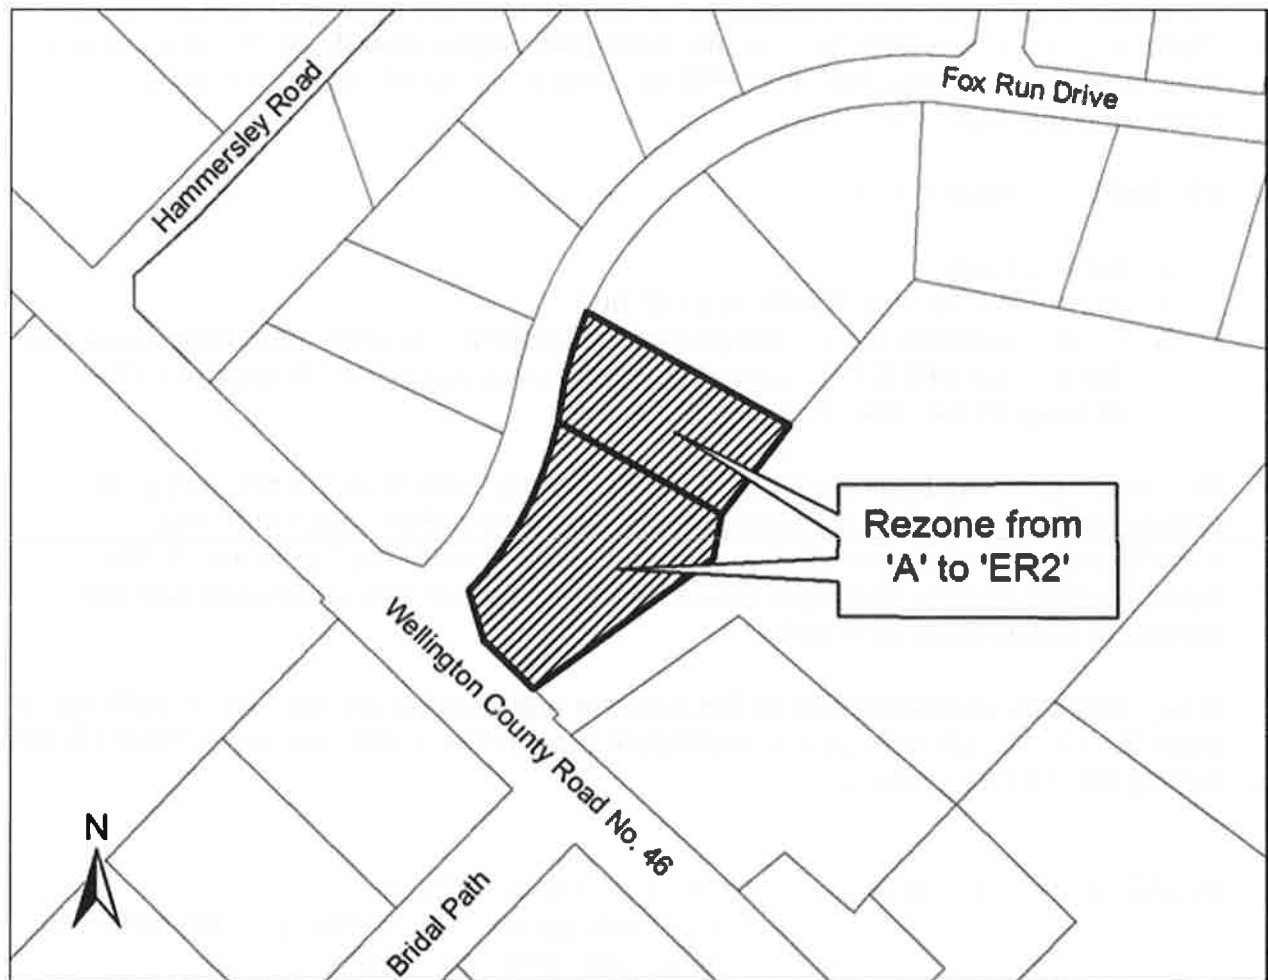 Fox Run Drive
Hammersley Road
Rezone from
'A' to 'ER2'
Wellington County Road No. 46
N
Bridal Path